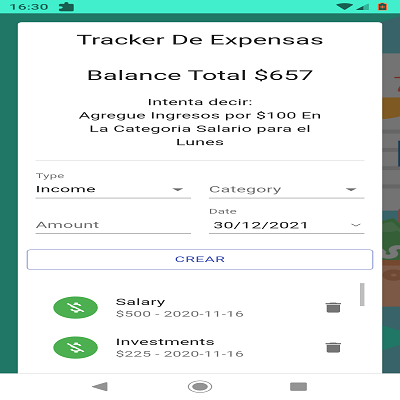 16:30
Tracker De Expensas
Balance Total $657
Intenta decir:
Agregue Ingresos por $100 En
La Categoria Salario para el
Lunes
Type
Income
Category
Amount
Date
30/12/2021
CREAR
Salary
$500 - 2020-11-16
Investments
$225 - 2020-11-16